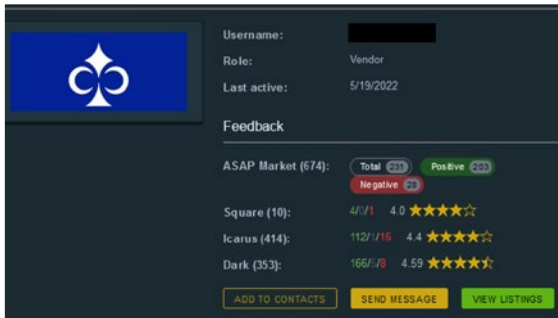 Username:
Role: Vendor
Last active: 5/19/2022
Feedback
ASAP Market (674): Total 231 Positive 203
Negative 28
Square (10): 4/0/1 4.0
Icarus (414): 112/1/16 4.4
Dark (353): 166/5/8 4.59
ADD TO CONTACTS SEND MESSAGE VIEW LISTINGS